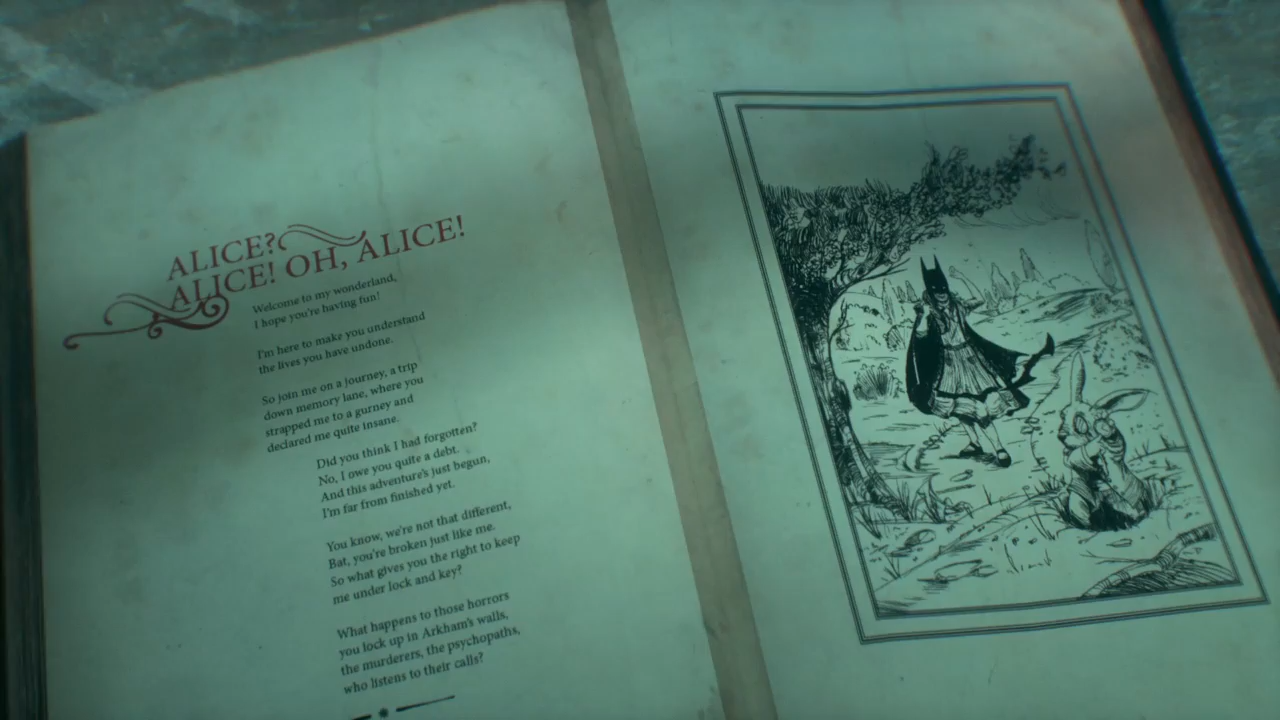 ALICE?
ALICE! OH, ALICE!
Welcome to my wonderland,
I hope you're having fun!
I'm here to make you understand
the lives you have undone.
So join me on a journey, a trip
down memory lane, where you
strapped me to a gurney and
declared me quite insane.
Did you think I had forgotten?
No, I owe you quite a debt.
And this adventure's just begun,
I'm far from finished yet.
You know, we're not that different,
Bat, you're broken just like me.
So what gives you the right to keep
me under lock and key?
What happens to those horrors
you lock up in Arkham's walls,
the murderers, the psychopaths,
who listens to their calls?